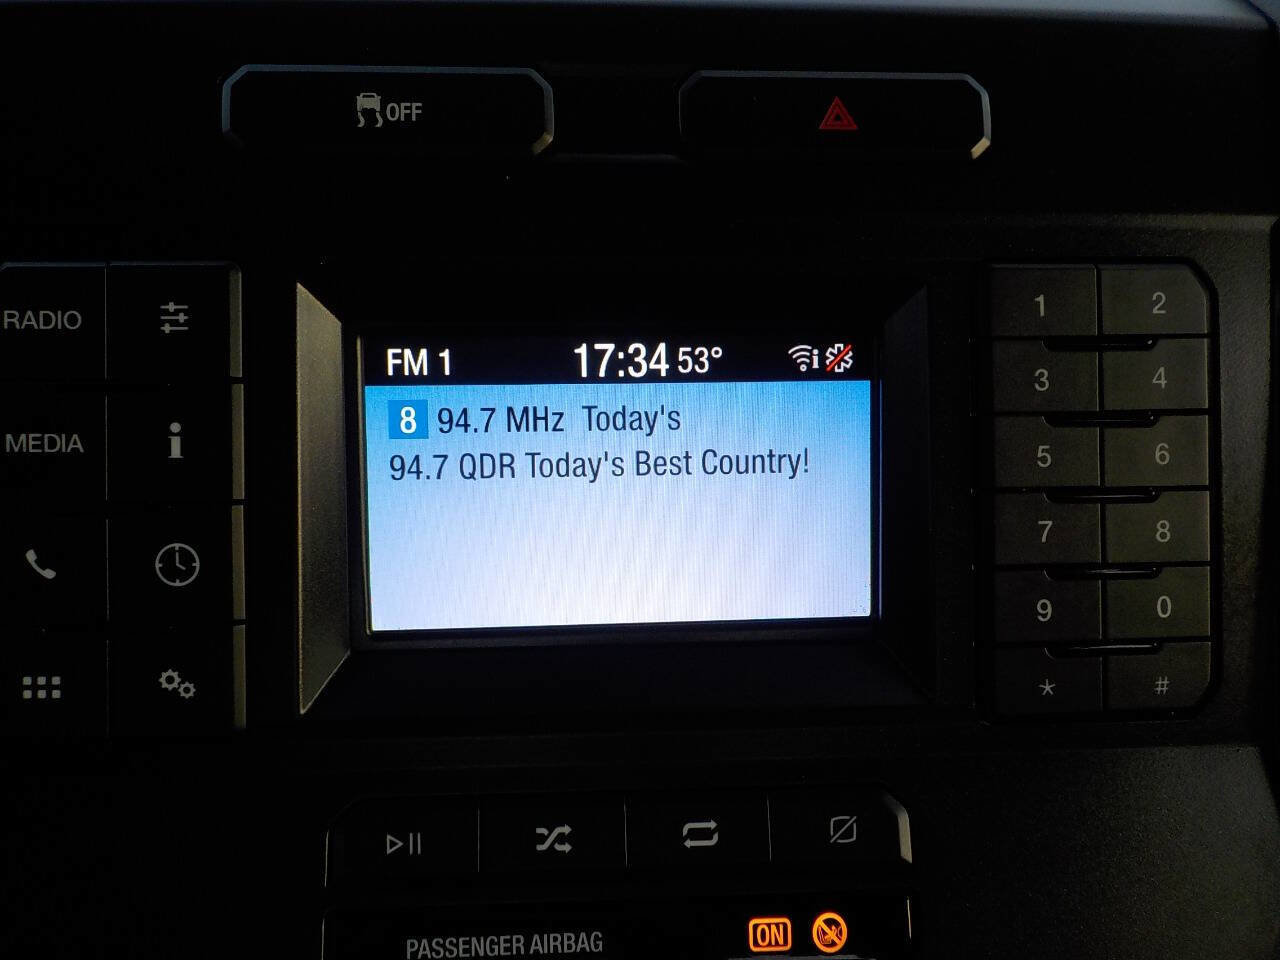 OFF
RADIO
MEDIA
i
FM 1 17:34 53° i
8 94.7 MHz Today's
94.7 QDR Today's Best Country!
1 2
3 4
5 6
7 8
9 0
* #
PASSENGER AIRBAG ON